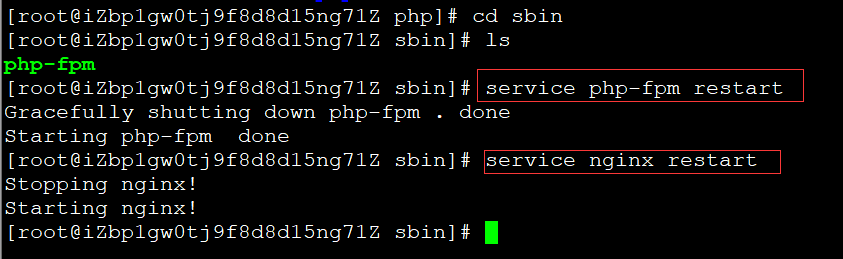 [root@iZbp1gw0tj9f8d8d15ng71Z php]# cd sbin
[root@iZbp1gw0tj9f8d8d15ng71Z sbin]# ls
php-fpm
[root@iZbp1gw0tj9f8d8d15ng71Z sbin]# service php-fpm restart
Gracefully shutting down php-fpm . done
Starting php-fpm  done
[root@iZbp1gw0tj9f8d8d15ng71Z sbin]# service nginx restart
Stopping nginx!
Starting nginx!
[root@iZbp1gw0tj9f8d8d15ng71Z sbin]#